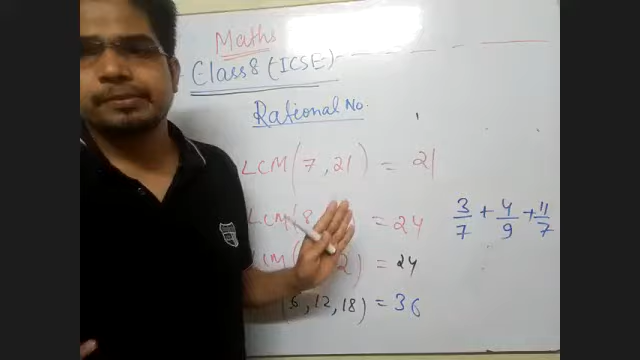 Maths
Class 8 (ICSE)
Rational No.
LCM (7, 21) = 21
LCM (8, = 24 3/7 + 4/9 + 11/7
LCM ( 2) = 24
(6, 12, 18) = 36